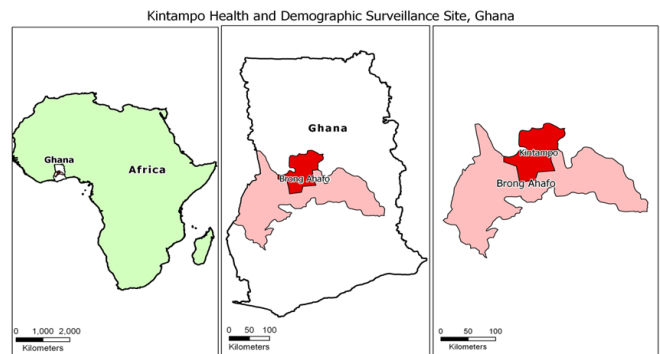 Kintampo Health and Demographic Surveillance Site, Ghana
Ghana
Africa
0 1,000 2,000
Kilometers
Ghana
Brong Ahafo
0 50 100
Kilometers
Kintampo
Brong Ahafo
0 50 100
Kilometers